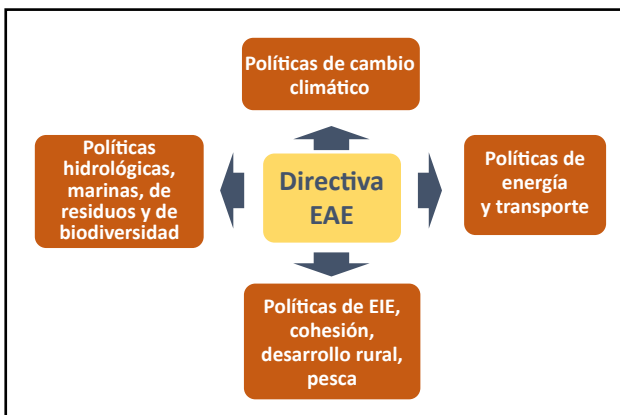 Políticas de cambio
climático
Políticas
hidrológicas,
marinas, de
residuos y de
biodiversidad
Directiva
EAE
Políticas de
energía
y transporte
Políticas de EIE,
cohesión,
desarrollo rural,
pesca